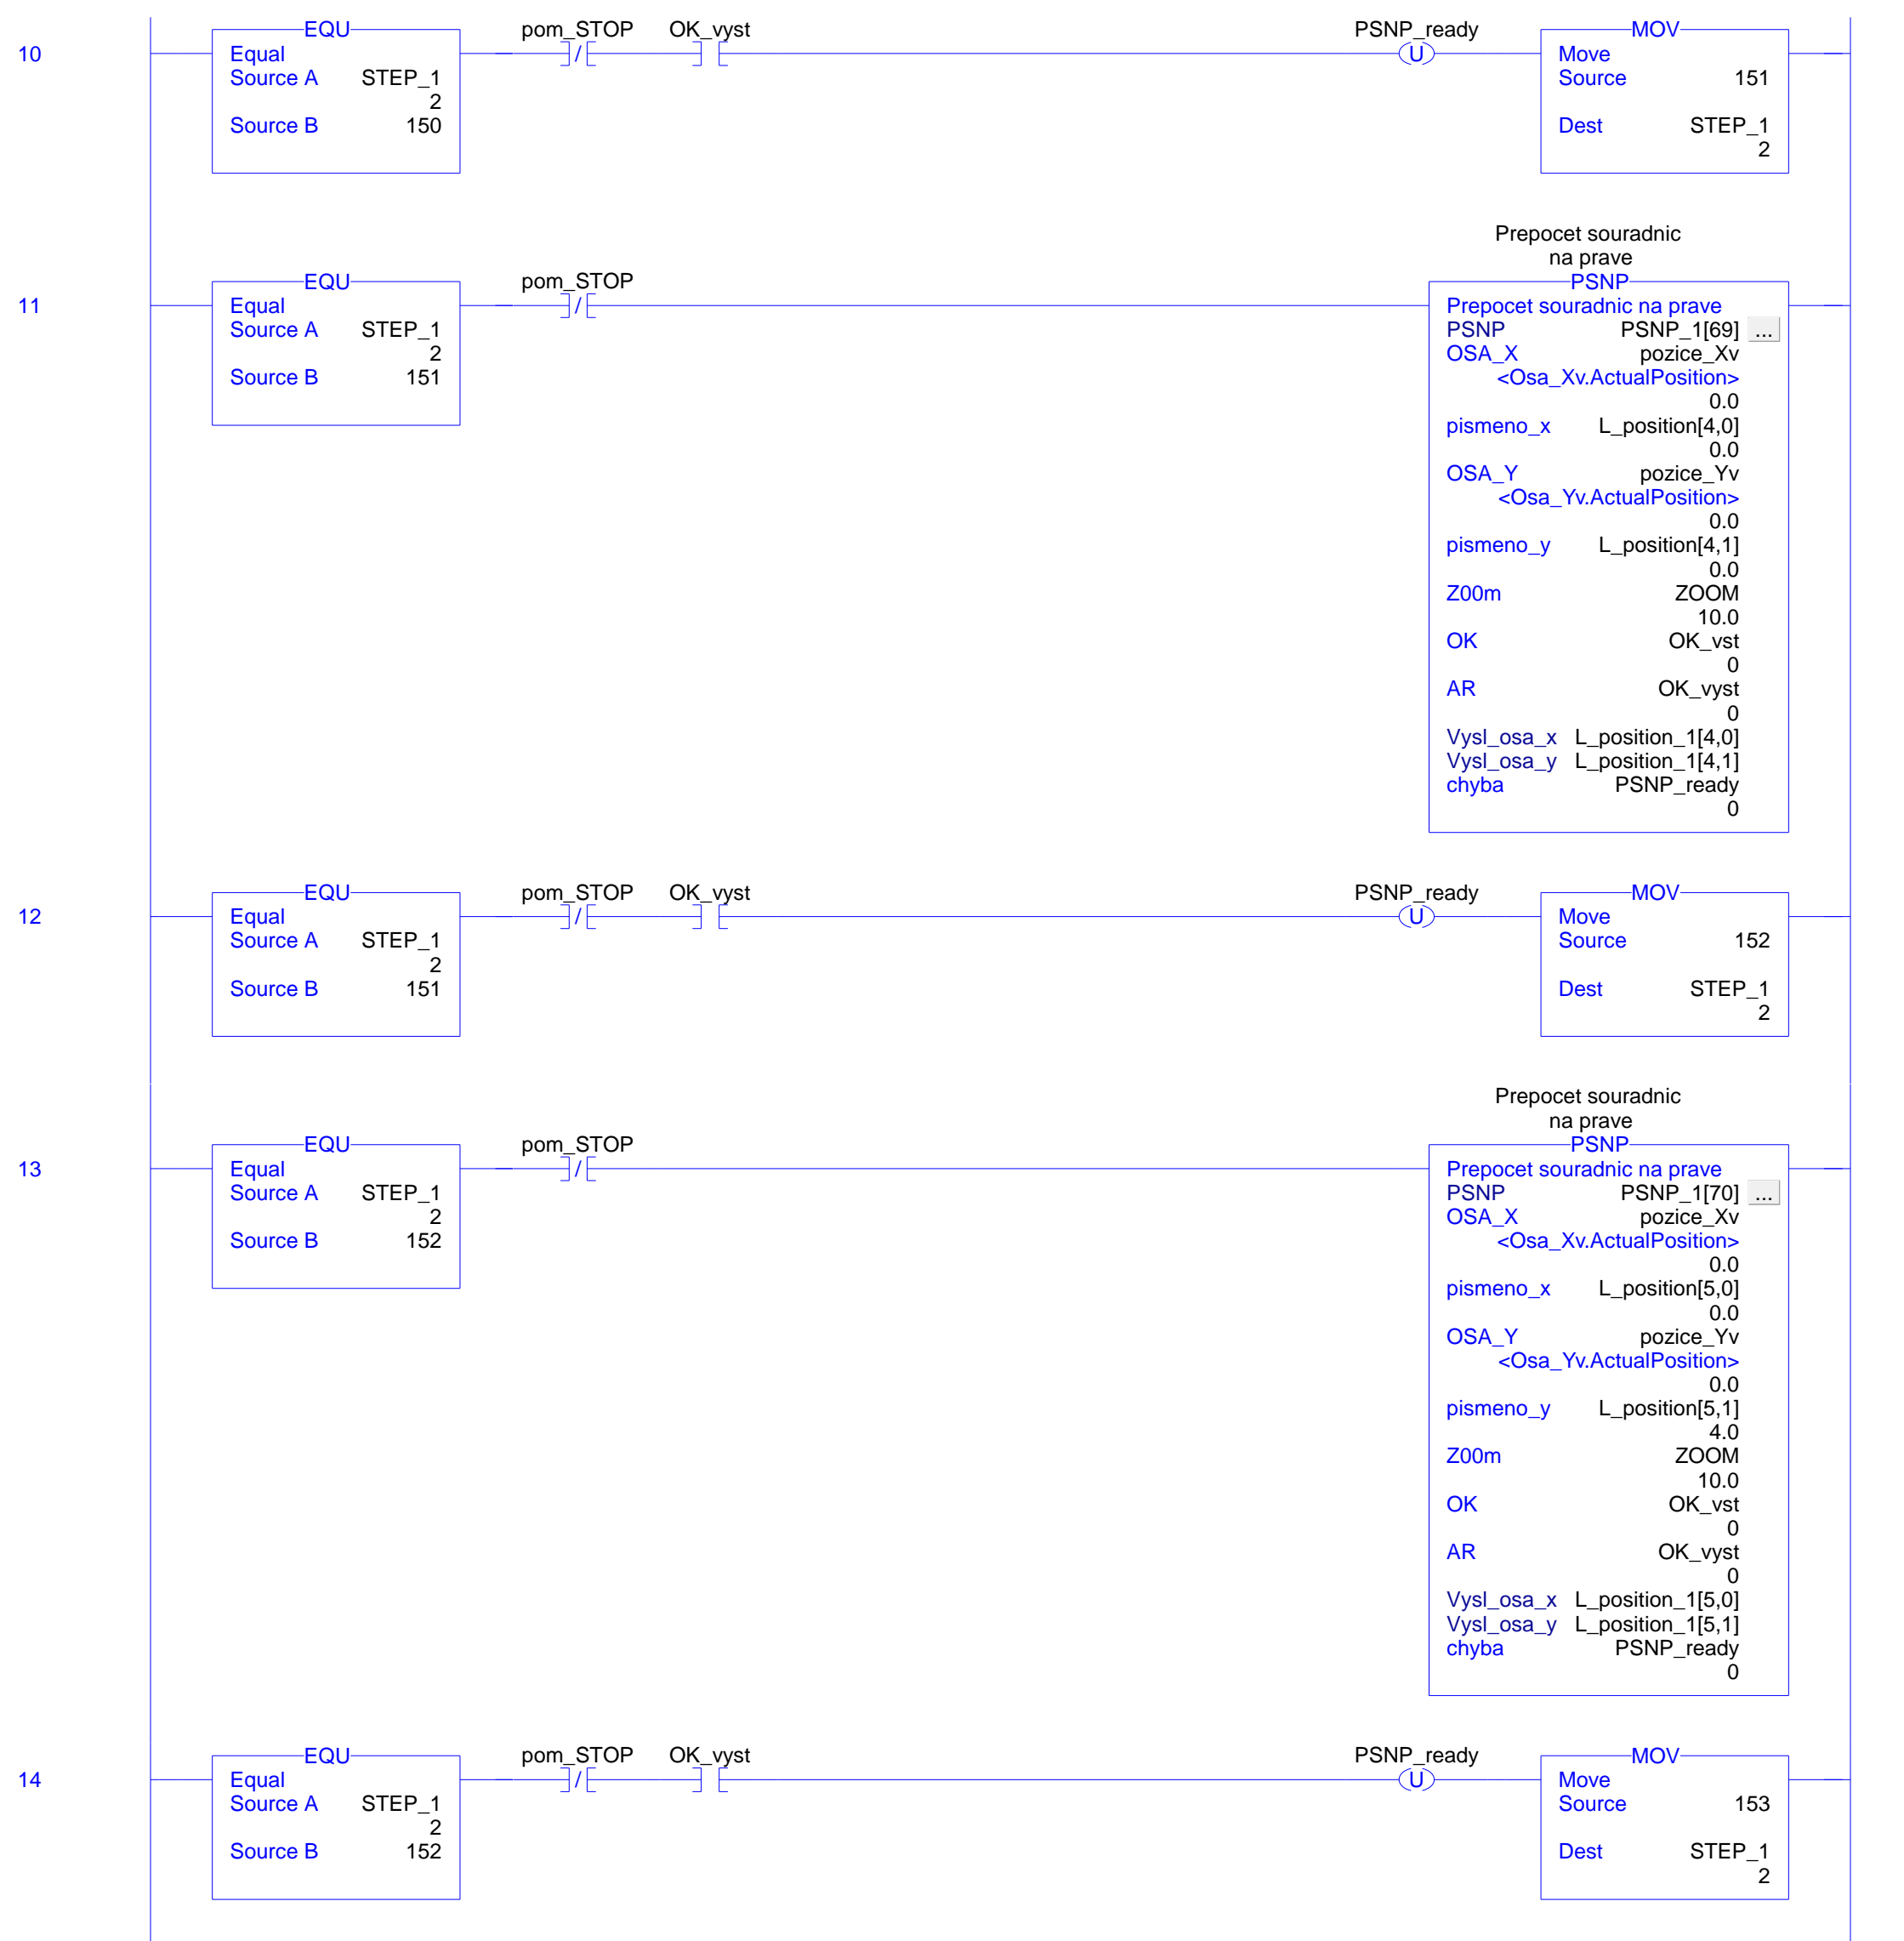 10
EQU
Equal
Source A STEP_1
2
Source B 150
pom_STOP OK_vyst
/
PSNP_ready
U
MOV
Move
Source 151
Dest STEP_1
2
11
EQU
Equal
Source A STEP_1
2
Source B 151
pom_STOP
/
Prepocet souradnic
na prave
PSNP
Prepocet souradnic na prave
PSNP PSNP_1[69] ...
OSA_X pozice_Xv
<Osa_Xv.ActualPosition>
0.0
pismeno_x L_position[4,0]
0.0
OSA_Y pozice_Yv
<Osa_Yv.ActualPosition>
0.0
pismeno_y L_position[4,1]
0.0
Z00m ZOOM
10.0
OK OK_vst
0
AR OK_vyst
0
Vysl_osa_x L_position_1[4,0]
Vysl_osa_y L_position_1[4,1]
chyba PSNP_ready
0
12
EQU
Equal
Source A STEP_1
2
Source B 151
pom_STOP OK_vyst
/
PSNP_ready
U
MOV
Move
Source 152
Dest STEP_1
2
13
EQU
Equal
Source A STEP_1
2
Source B 152
pom_STOP
/
Prepocet souradnic
na prave
PSNP
Prepocet souradnic na prave
PSNP PSNP_1[70] ...
OSA_X pozice_Xv
<Osa_Xv.ActualPosition>
0.0
pismeno_x L_position[5,0]
0.0
OSA_Y pozice_Yv
<Osa_Yv.ActualPosition>
0.0
pismeno_y L_position[5,1]
4.0
Z00m ZOOM
10.0
OK OK_vst
0
AR OK_vyst
0
Vysl_osa_x L_position_1[5,0]
Vysl_osa_y L_position_1[5,1]
chyba PSNP_ready
0
14
EQU
Equal
Source A STEP_1
2
Source B 152
pom_STOP OK_vyst
/
PSNP_ready
U
MOV
Move
Source 153
Dest STEP_1
2